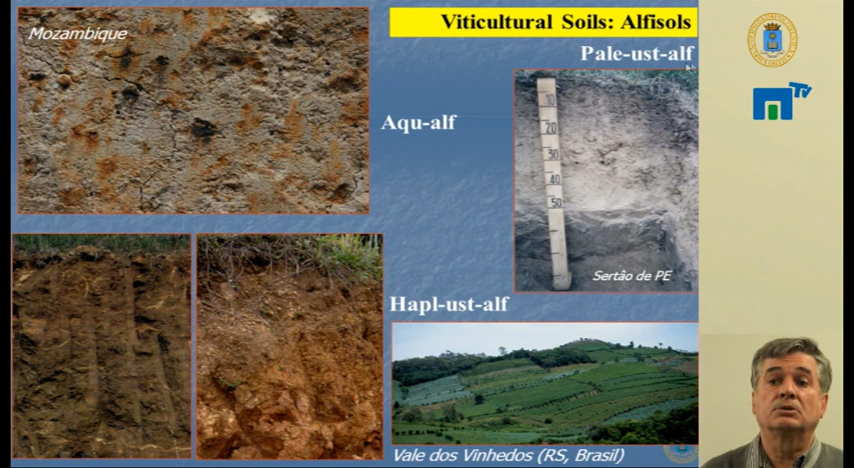 Viticultural Soils: Alfisols
Mozambique
Pale-ust-alf
Aqu-alf
10
20
30
40
50
Sertão de PE
Hapl-ust-alf
Vale dos Vinhedos (RS, Brasil)
TV